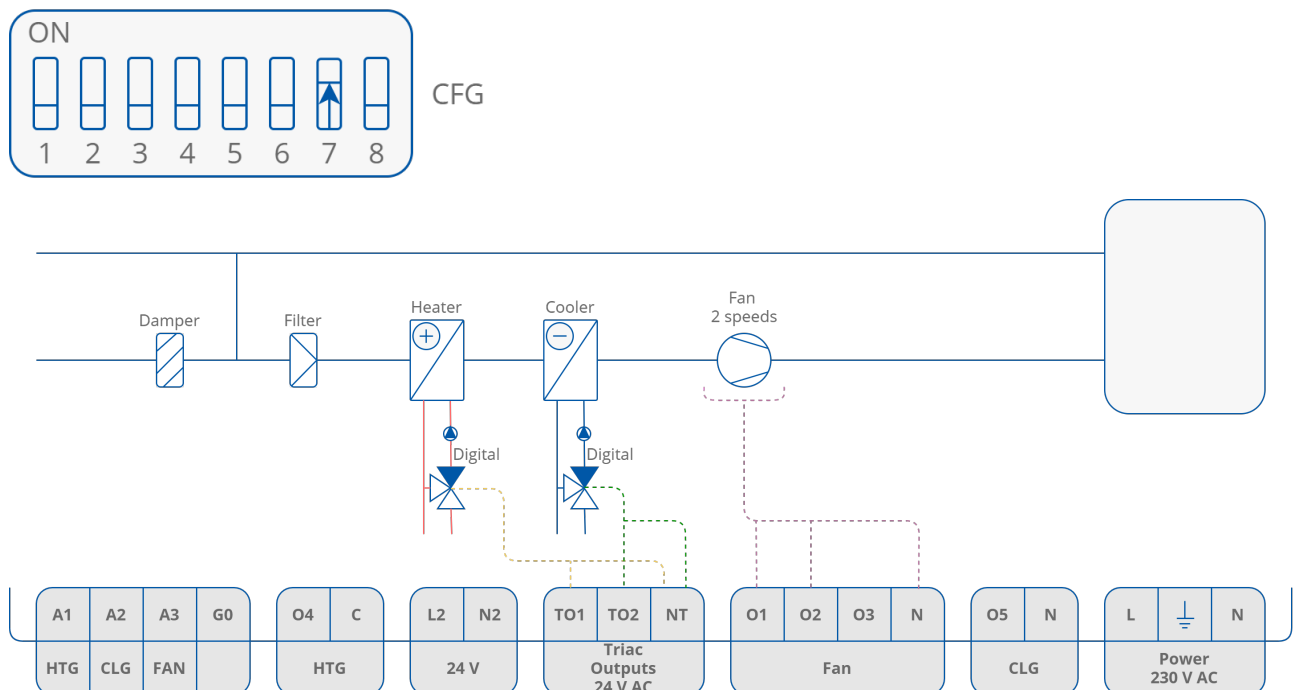 ON
CFG
1 2 3 4 5 6 7 8
Fan
2 speeds
Heater
Cooler
Damper
Filter
Digital
Digital
A1 A2 A3 G0
O4 C
L2 N2
TO1 TO2 NT
O1 O2 O3 N
O5 N
L N
HTG CLG FAN
HTG
24 V
Triac
Outputs
24 V AC
Fan
CLG
Power
230 V AC